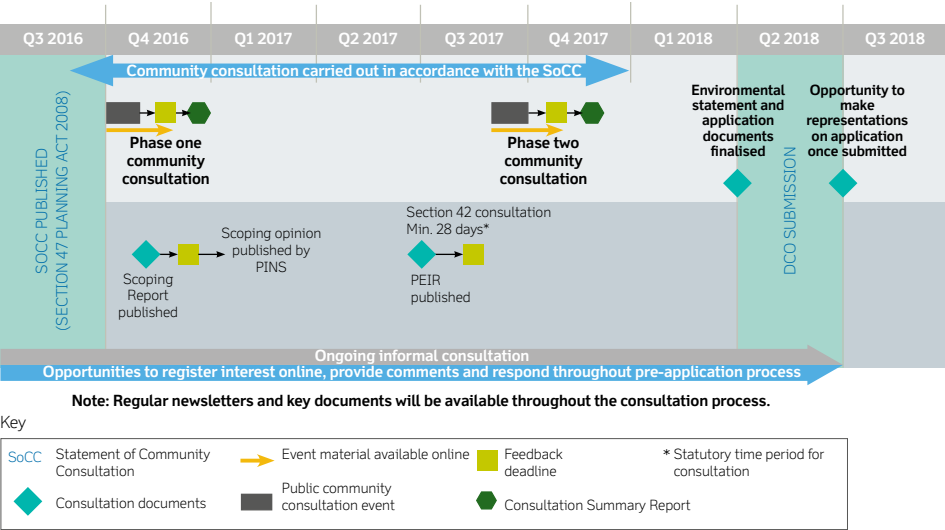 Q3 2016
Q4 2016
Q1 2017
Q2 2017
Q3 2017
Q4 2017
Q1 2018
Q2 2018
Q3 2018
SOCC PUBLISHED
(SECTION 47 PLANNING ACT 2008)
Community consultation carried out in accordance with the SoCC
Phase one
community
consultation
Phase two
community
consultation
Environmental
statement and
application
documents
finalised
Opportunity to
make
representations
on application
once submitted
DCO SUBMISSION
Scoping
Report
published
Scoping opinion
published by
PINS
Section 42 consultation
Min. 28 days*
PEIR
published
Ongoing informal consultation
Opportunities to register interest online, provide comments and respond throughout pre-application process
Note: Regular newsletters and key documents will be available throughout the consultation process.
Key
SoCC
Statement of Community
Consultation
Consultation documents
Event material available online
Public community
consultation event
Feedback
deadline
Consultation Summary Report
* Statutory time period for
consultation